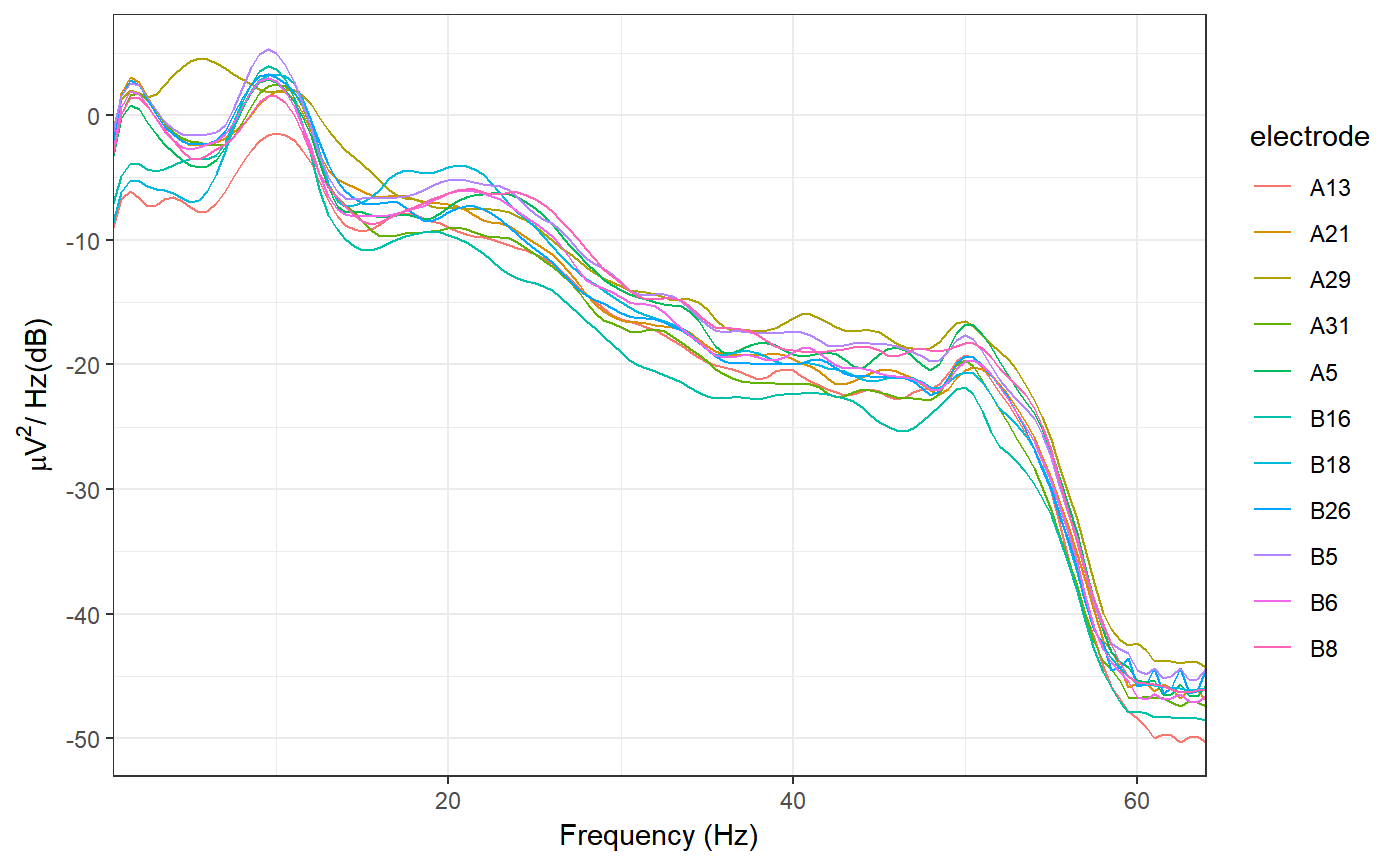 0
-10
-20
-30
-40
-50
μV²/ Hz(dB)
20
40
60
Frequency (Hz)
electrode
A13
A21
A29
A31
A5
B16
B18
B26
B5
B6
B8